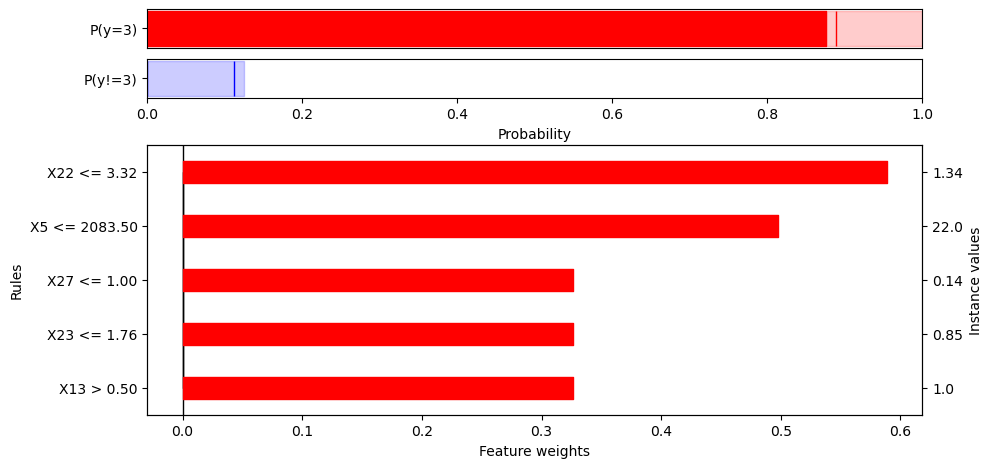 P(y=3)
P(y!=3)
0.0 0.2 0.4 0.6 0.8 1.0
Probability
X22 <= 3.32 1.34
X5 <= 2083.50 22.0
X27 <= 1.00 0.14
X23 <= 1.76 0.85
X13 > 0.50 1.0
Rules
Instance values
0.0 0.1 0.2 0.3 0.4 0.5 0.6
Feature weights